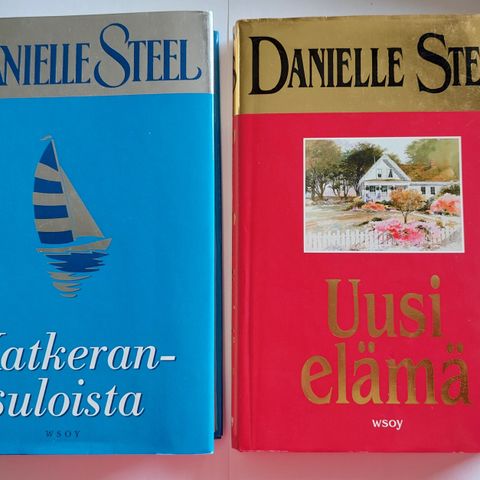 ANIELLE STEEL
atkeran-
suloista
WSOY
DANIELLE STE
Uusi
elämä
WSOY